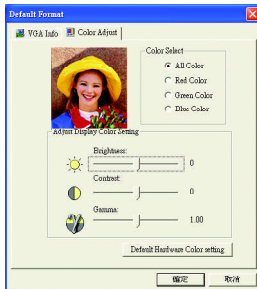 Default Format
VGA Info
Color Adjust
Color Select
All Color
Red Color
Green Color
Blue Color
Adjust Display Color Setting
Brightness:
0
Contrast:
0
Gamma:
1.00
Default Hardware Color setting
確定
取消